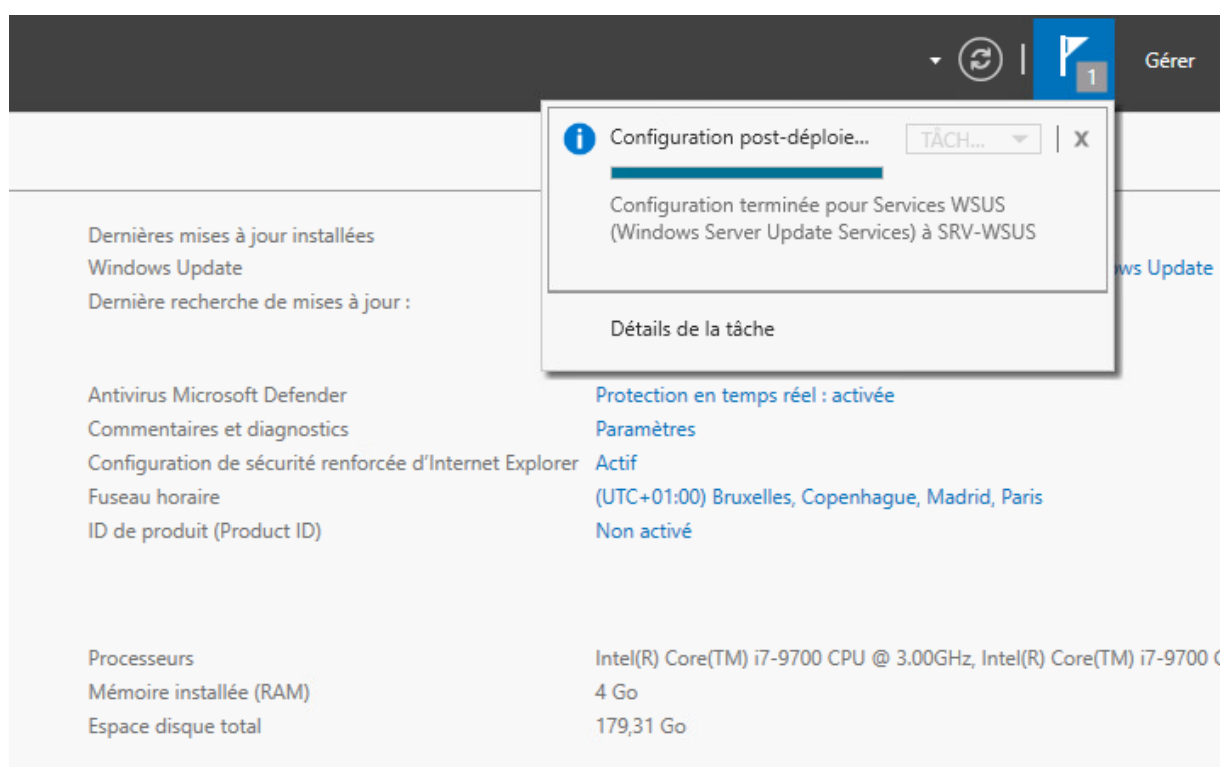 Gérer
1
Configuration post-déploie...
TÂCH...
X
Configuration terminée pour Services WSUS
(Windows Server Update Services) à SRV-WSUS
Détails de la tâche
Dernières mises à jour installées
Windows Update
ws Update
Dernière recherche de mises à jour :
Antivirus Microsoft Defender Protection en temps réel : activée
Commentaires et diagnostics Paramètres
Configuration de sécurité renforcée d'Internet Explorer Actif
Fuseau horaire (UTC+01:00) Bruxelles, Copenhague, Madrid, Paris
ID de produit (Product ID) Non activé
Processeurs Intel(R) Core(TM) i7-9700 CPU @ 3.00GHz, Intel(R) Core(TM) i7-9700
Mémoire installée (RAM) 4 Go
Espace disque total 179,31 Go